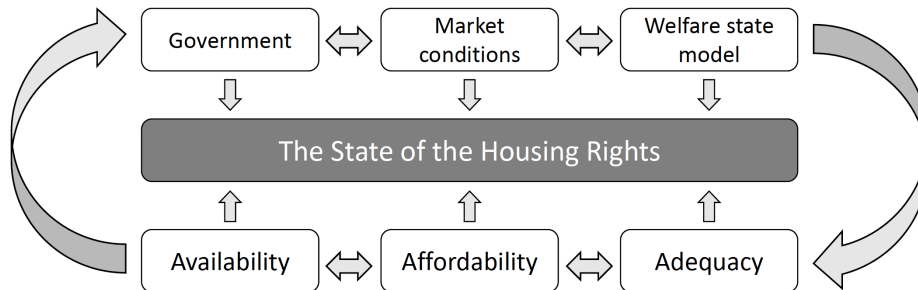 Government
Market
conditions
Welfare state
model
The State of the Housing Rights
Availability
Affordability
Adequacy